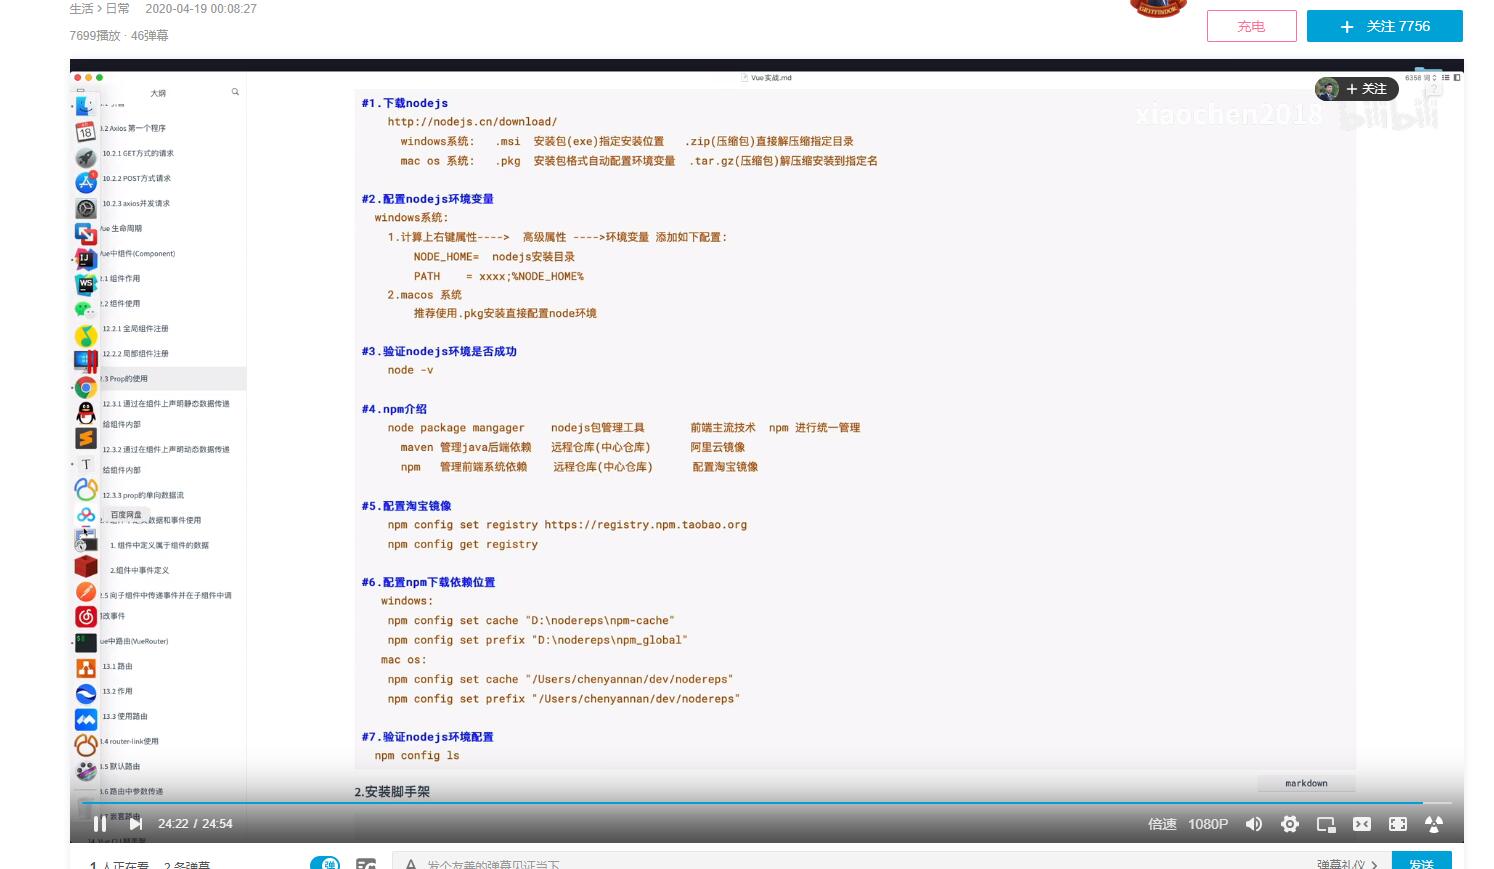 生活 > 日常 2020-04-19 00:08:27
7699播放 · 46弹幕
充电
+ 关注 7756
Vue实战.md
6358 词
大纲
+ 关注
xiaochen2018
bilibili
3.2 Axios 第一个程序
10.2.1 GET方式的请求
10.2.2 POST方式请求
10.2.3 axios并发请求
Vue 生命周期
Vue中组件(Component)
2.1 组件作用
2.2 组件使用
12.2.1 全局组件注册
12.2.2 局部组件注册
2.3 Prop的使用
12.3.1 通过在组件上声明静态数据传递
给组件内部
12.3.2 通过在组件上声明动态数据传递
给组件内部
12.3.3 prop的单向数据流
百度网盘
数据和事件使用
1. 组件中定义属于组件的数据
2.组件中事件定义
2.5 向子组件中传递事件并在子组件中调
用改事件
ue中路由(VueRouter)
13.1 路由
13.2 作用
13.3 使用路由
3.4 router-link使用
3.5 默认路由
3.6 路由中参数传递
嵌套路由
#1.下载nodejs
http://nodejs.cn/download/
windows系统: .msi 安装包(exe)指定安装位置 .zip(压缩包)直接解压缩指定目录
mac os 系统: .pkg 安装包格式自动配置环境变量 .tar.gz(压缩包)解压缩安装到指定名
#2.配置nodejs环境变量
windows系统:
1.计算上右键属性----> 高级属性 ---->环境变量 添加如下配置:
NODE_HOME= nodejs安装目录
PATH = xxxx;%NODE_HOME%
2.macos 系统
推荐使用.pkg安装直接配置node环境
#3.验证nodejs环境是否成功
node -v
#4.npm介绍
node package mangager nodejs包管理工具 前端主流技术 npm 进行统一管理
maven 管理java后端依赖 远程仓库(中心仓库) 阿里云镜像
npm 管理前端系统依赖 远程仓库(中心仓库) 配置淘宝镜像
#5.配置淘宝镜像
npm config set registry https://registry.npm.taobao.org
npm config get registry
#6.配置npm下载依赖位置
windows:
npm config set cache "D:\nodereps\npm-cache"
npm config set prefix "D:\nodereps\npm_global"
mac os:
npm config set cache "/Users/chenyannan/dev/nodereps"
npm config set prefix "/Users/chenyannan/dev/nodereps"
#7.验证nodejs环境配置
npm config ls
markdown
2.安装脚手架
24:22 / 24:54
倍速 1080P
1 人正在看 2 条弹幕
弹
发个友善的弹幕见证当下
弹幕礼仪 >
发送